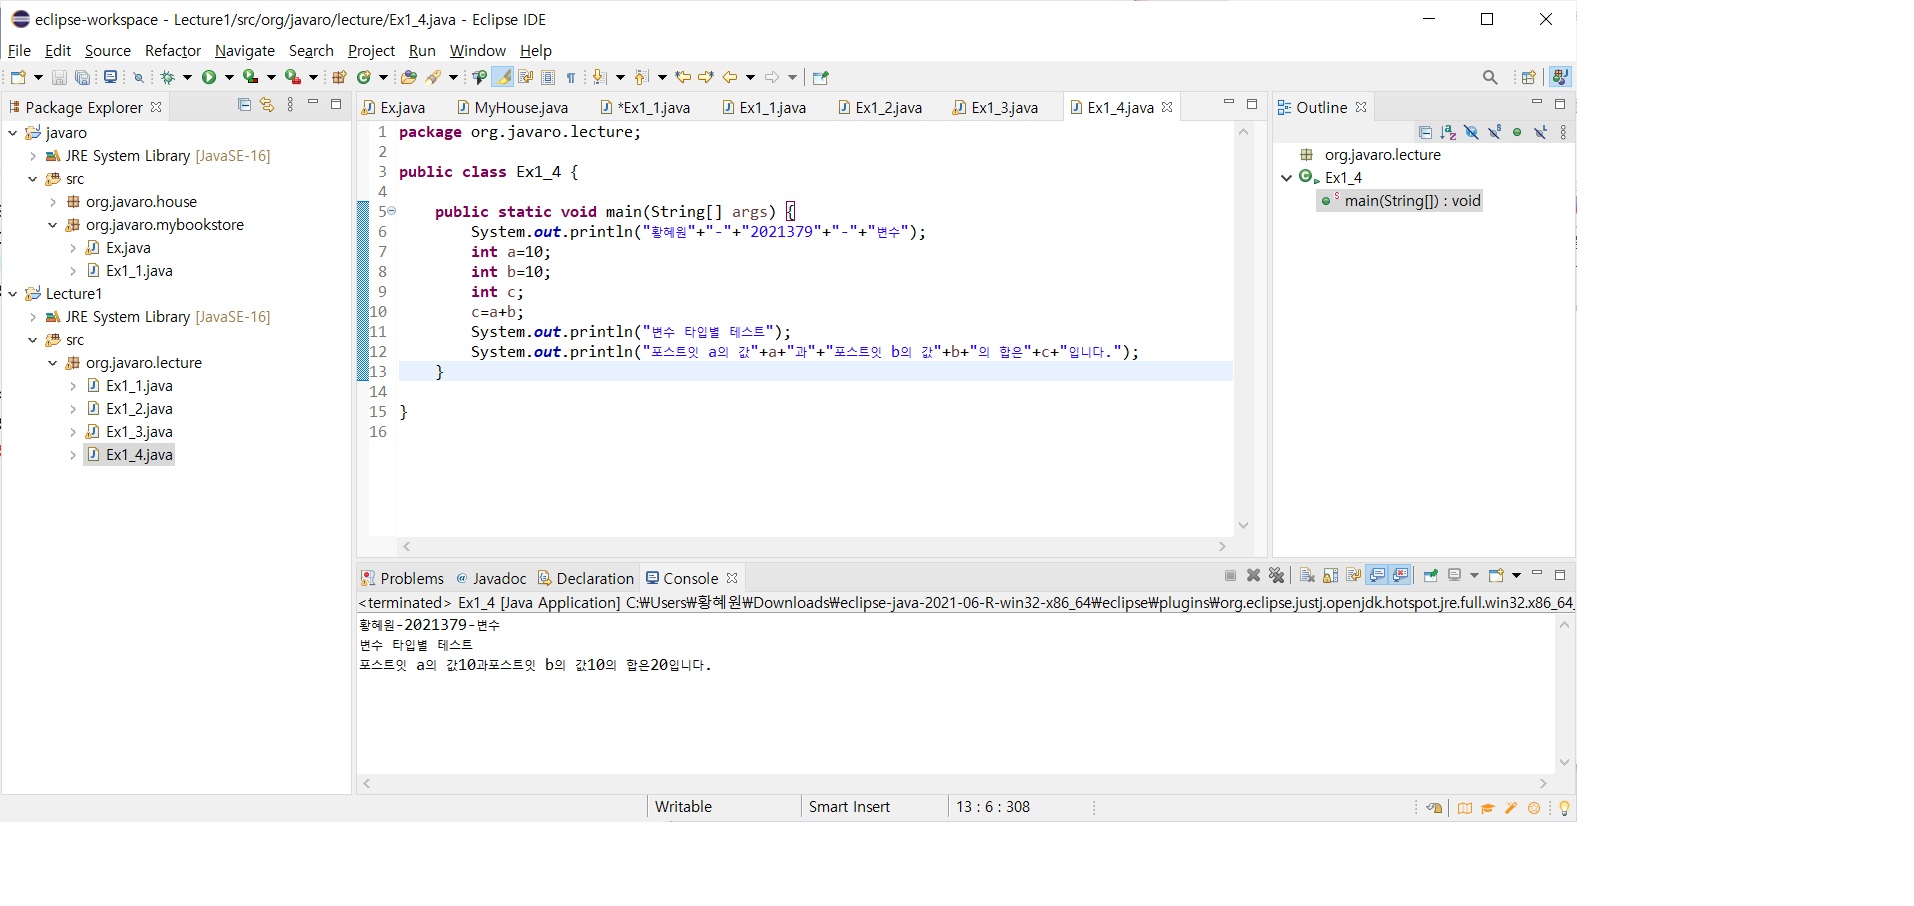 eclipse-workspace - Lecture1/src/org/javaro/lecture/Ex1_4.java - Eclipse IDE
File Edit Source Refactor Navigate Search Project Run Window Help
Package Explorer
javaro
JRE System Library [JavaSE-16]
src
org.javaro.house
org.javaro.mybookstore
Ex.java
Ex1_1.java
Lecture1
JRE System Library [JavaSE-16]
src
org.javaro.lecture
Ex1_1.java
Ex1_2.java
Ex1_3.java
Ex1_4.java
Ex.java MyHouse.java *Ex1_1.java Ex1_1.java Ex1_2.java Ex1_3.java Ex1_4.java
1 package org.javaro.lecture;
2
3 public class Ex1_4 {
4
5 public static void main(String[] args) {
6 System.out.println("황혜원"+"-"+"2021379"+"-"+"변수");
7 int a=10;
8 int b=10;
9 int c;
10 c=a+b;
11 System.out.println("변수 타입별 테스트");
12 System.out.println("포스트잇 a의 값"+a+"과"+"포스트잇 b의 값"+b+"의 합은"+c+"입니다.");
13 }
14
15 }
16
Outline
org.javaro.lecture
Ex1_4
main(String[]) : void
Problems @ Javadoc Declaration Console
<terminated> Ex1_4 [Java Application] C:₩Users₩황혜원₩Downloads₩eclipse-java-2021-06-R-win32-x86_64₩eclipse₩plugins₩org.eclipse.justj.openjdk.hotspot.jre.full.win32.x86_64_
황혜원-2021379-변수
변수 타입별 테스트
포스트잇 a의 값10과포스트잇 b의 값10의 합은20입니다.
Writable Smart Insert 13 : 6 : 308